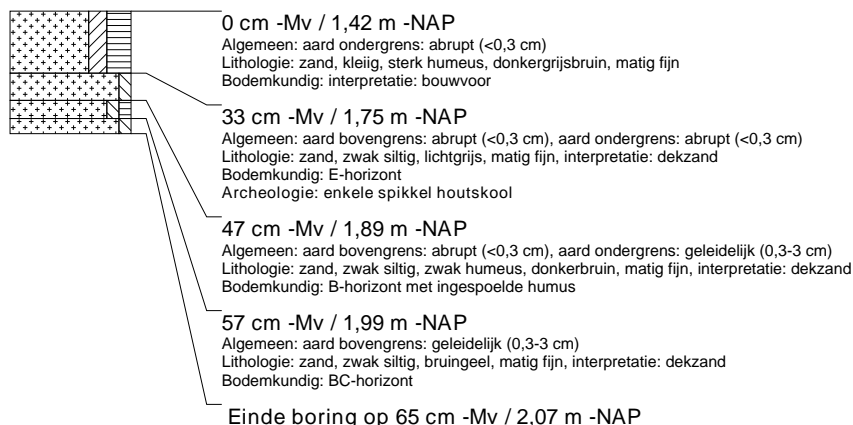 0 cm -Mv / 1,42 m -NAP
Algemeen: aard ondergrens: abrupt (<0,3 cm)
Lithologie: zand, kleiig, sterk humeus, donkergrijsbruin, matig fijn
Bodemkundig: interpretatie: bouwvoor
33 cm -Mv / 1,75 m -NAP
Algemeen: aard bovengrens: abrupt (<0,3 cm), aard ondergrens: abrupt (<0,3 cm)
Lithologie: zand, zwak siltig, lichtgrijs, matig fijn, interpretatie: dekzand
Bodemkundig: E-horizont
Archeologie: enkele spikkel houtskool
47 cm -Mv / 1,89 m -NAP
Algemeen: aard bovengrens: abrupt (<0,3 cm), aard ondergrens: geleidelijk (0,3-3 cm)
Lithologie: zand, zwak siltig, zwak humeus, donkerbruin, matig fijn, interpretatie: dekzand
Bodemkundig: B-horizont met ingespoelde humus
57 cm -Mv / 1,99 m -NAP
Algemeen: aard bovengrens: geleidelijk (0,3-3 cm)
Lithologie: zand, zwak siltig, bruingeel, matig fijn, interpretatie: dekzand
Bodemkundig: BC-horizont
Einde boring op 65 cm -Mv / 2,07 m -NAP